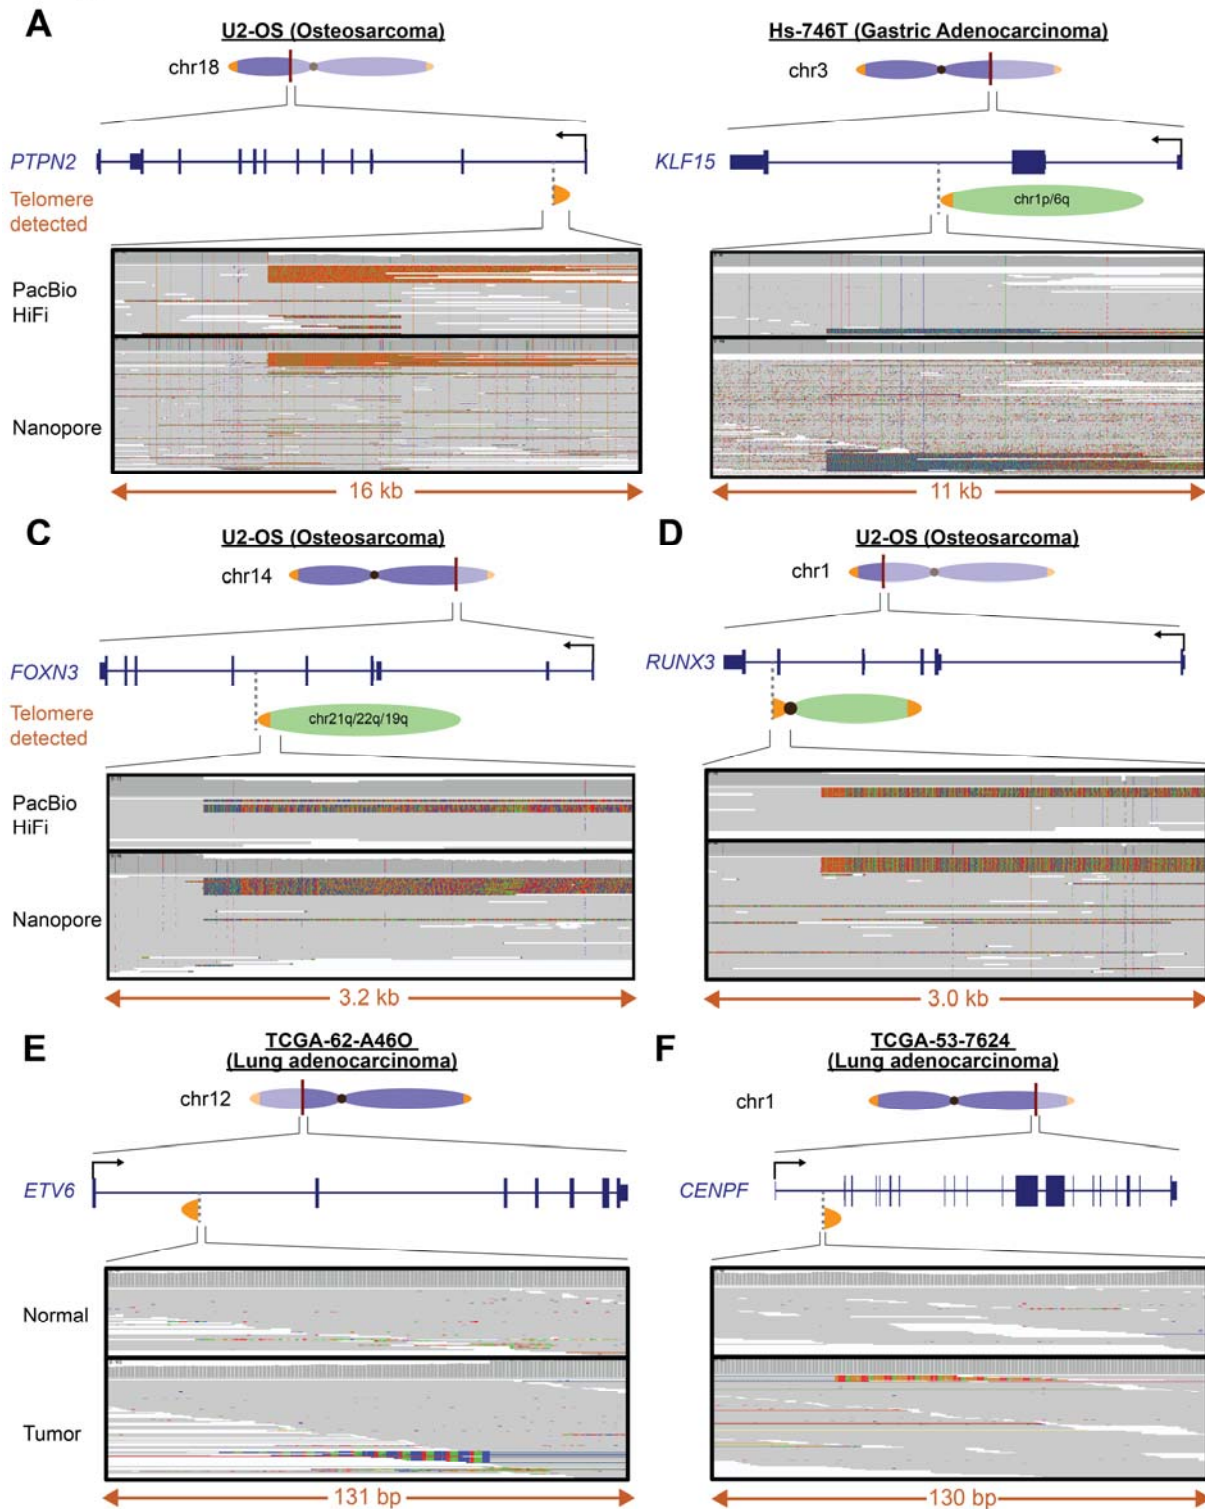 A
U2-OS (Osteosarcoma)
Hs-746T (Gastric Adenocarcinoma)
chr18
chr3
PTPN2
KLF15
Telomere
detected
chr1p/6q
PacBio
HiFi
Nanopore
16 kb
11 kb
C
U2-OS (Osteosarcoma)
D
U2-OS (Osteosarcoma)
chr14
chr1
FOXN3
RUNX3
Telomere
detected
chr21q/22q/19q
PacBio
HiFi
Nanopore
3.2 kb
3.0 kb
E
TCGA-62-A46O
(Lung adenocarcinoma)
F
TCGA-53-7624
(Lung adenocarcinoma)
chr12
chr1
ETV6
CENPF
Normal
Tumor
131 bp
130 bp